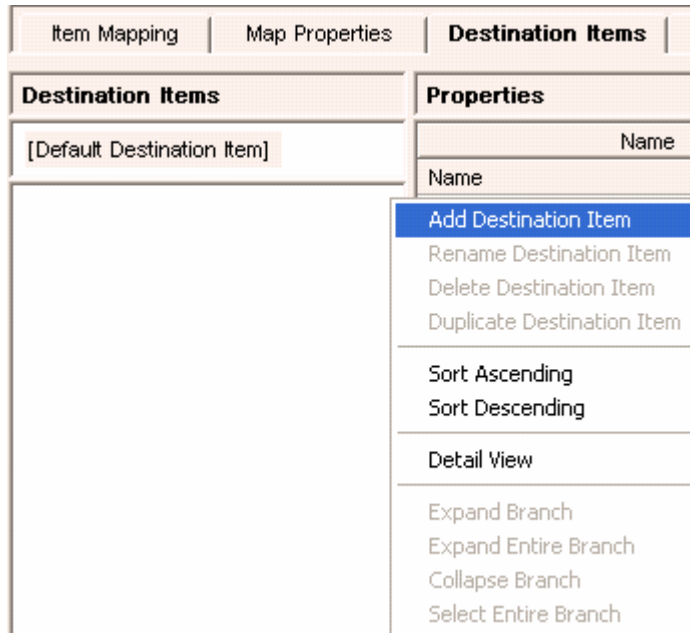 Item Mapping Map Properties Destination Items
Destination Items Properties
[Default Destination Item] Name
Name
Add Destination Item
Rename Destination Item
Delete Destination Item
Duplicate Destination Item
Sort Ascending
Sort Descending
Detail View
Expand Branch
Expand Entire Branch
Collapse Branch
Select Entire Branch